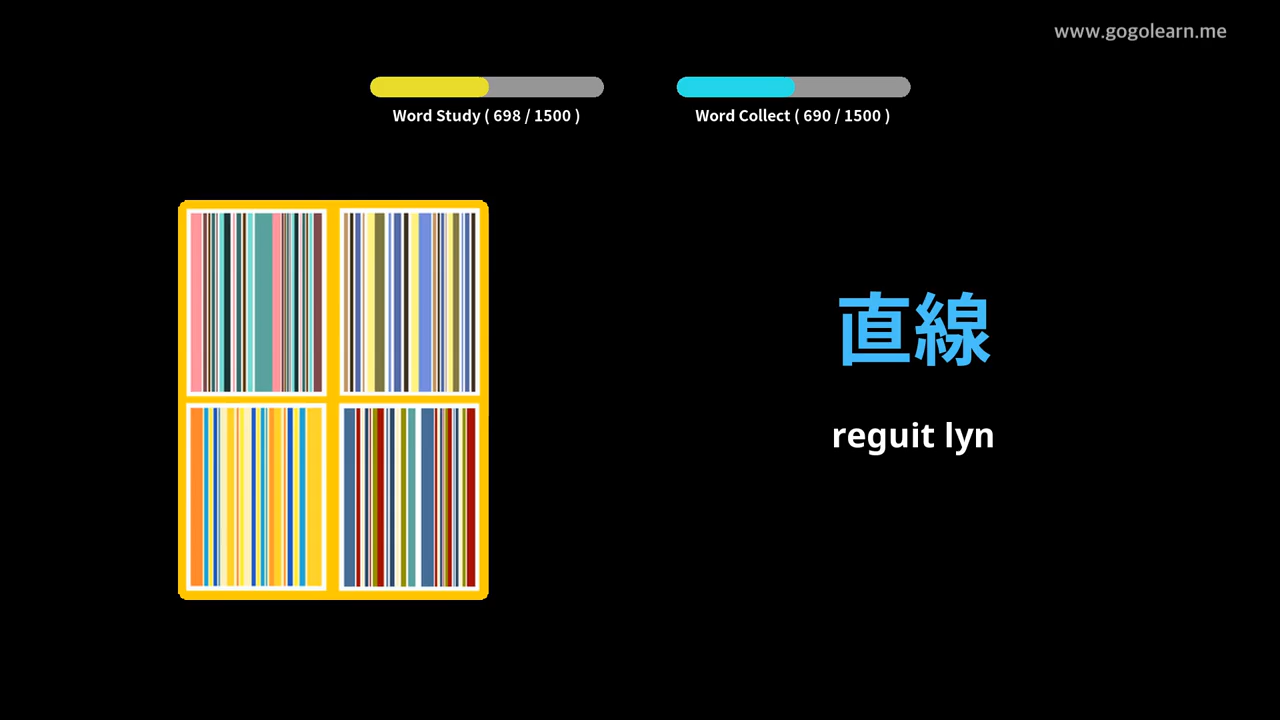 www.gogolearn.me
Word Study ( 698 / 1500 )
Word Collect ( 690 / 1500 )
直線
reguit lyn